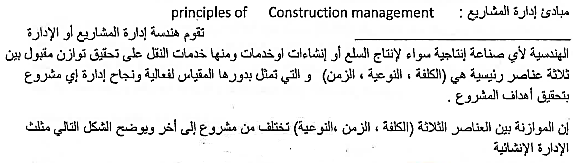 مبادئ إدارة المشاريع : principles of Construction management
تقوم هندسة إدارة المشاريع أو الإدارة
الهندسية لأي صناعة إنتاجية سواء لإنتاج السلع أو إنشاءات اوخدمات ومنها خدمات النقل على تحقيق توازن مقبول بين
ثلاثة عناصر رئيسية هي (الكلفة ، النوعية ، الزمن) و التي تمثل بدورها المقياس لفعالية ونجاح إدارة إي مشروع
بتحقيق أهداف المشروع .
إن الموازنة بين العناصر الثلاثة (الكلفة ، الزمن ،النوعية) تختلف من مشروع إلى أخر ويوضح الشكل التالي مثلث
الإدارة الإنشائية